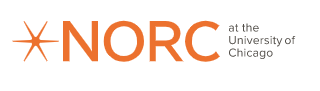 NORC
at the
University of
Chicago